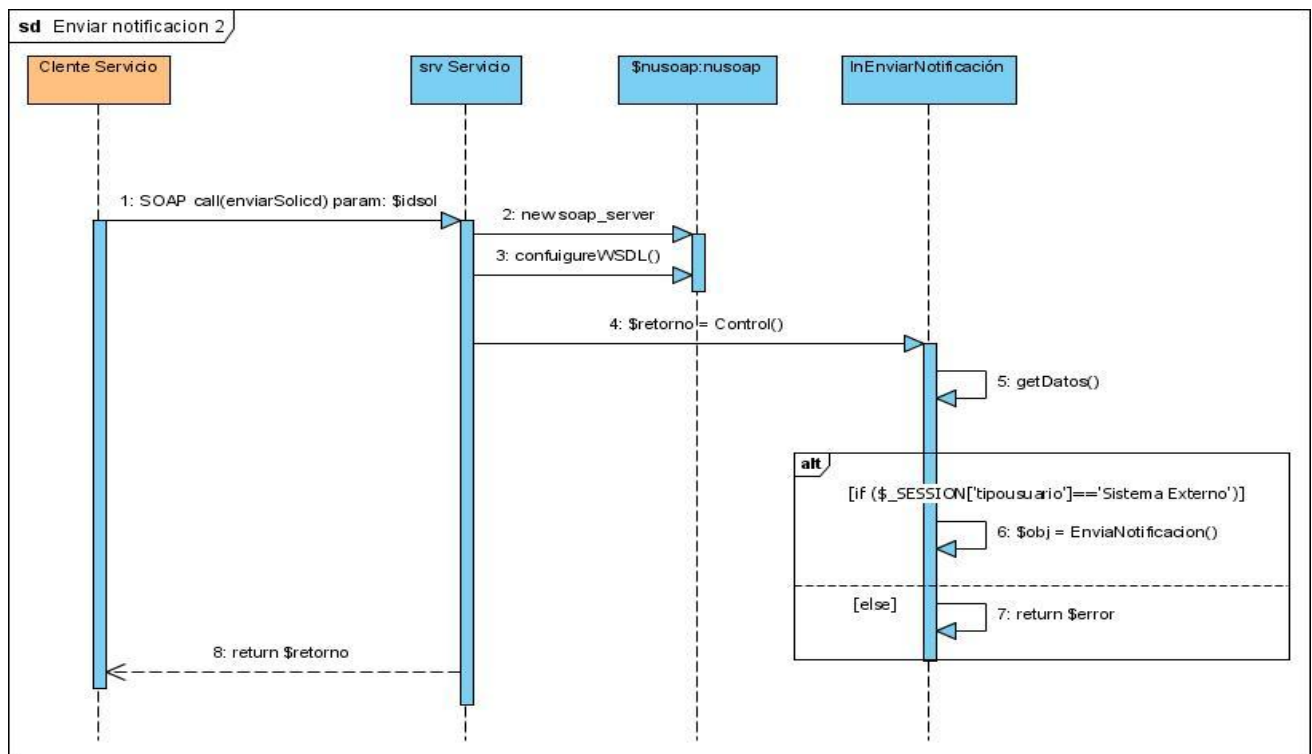 sd Enviar notificacion 2
Clente Servicio
srv Servicio
$nusoap:nusoap
InEnviarNotificación
1: SOAP call(enviarSolicd) param: $idsol
2: new soap_server
3: confuigureWSDL()
4: $retorno = Control()
5: getDatos()
alt
[if ($_SESSION['tipousuario']=='Sistema Externo')]
6: $obj = EnviaNotificacion()
[else]
7: return $error
8: return $retorno